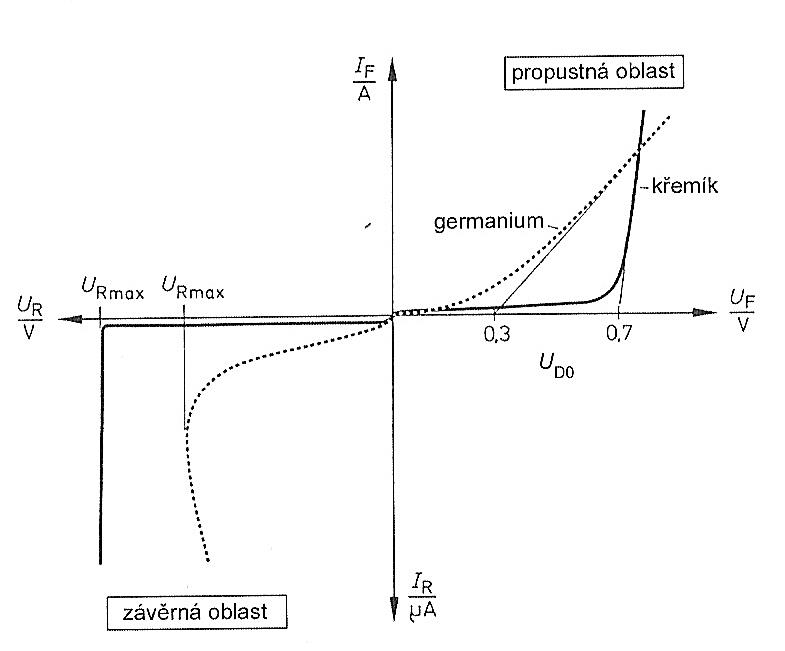 I_F / A
propustná oblast
křemík
germanium
U_Rmax U_Rmax
U_R / V
U_F / V
0,3 0,7
U_D0
I_R / µA
závěrná oblast